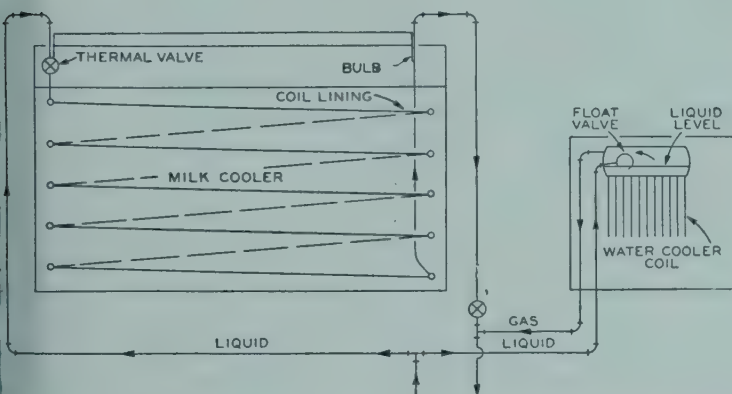 THERMAL VALVE
BULB
COIL LINING
MILK COOLER
FLOAT
VALVE
LIQUID
LEVEL
WATER COOLER
COIL
GAS
LIQUID
LIQUID